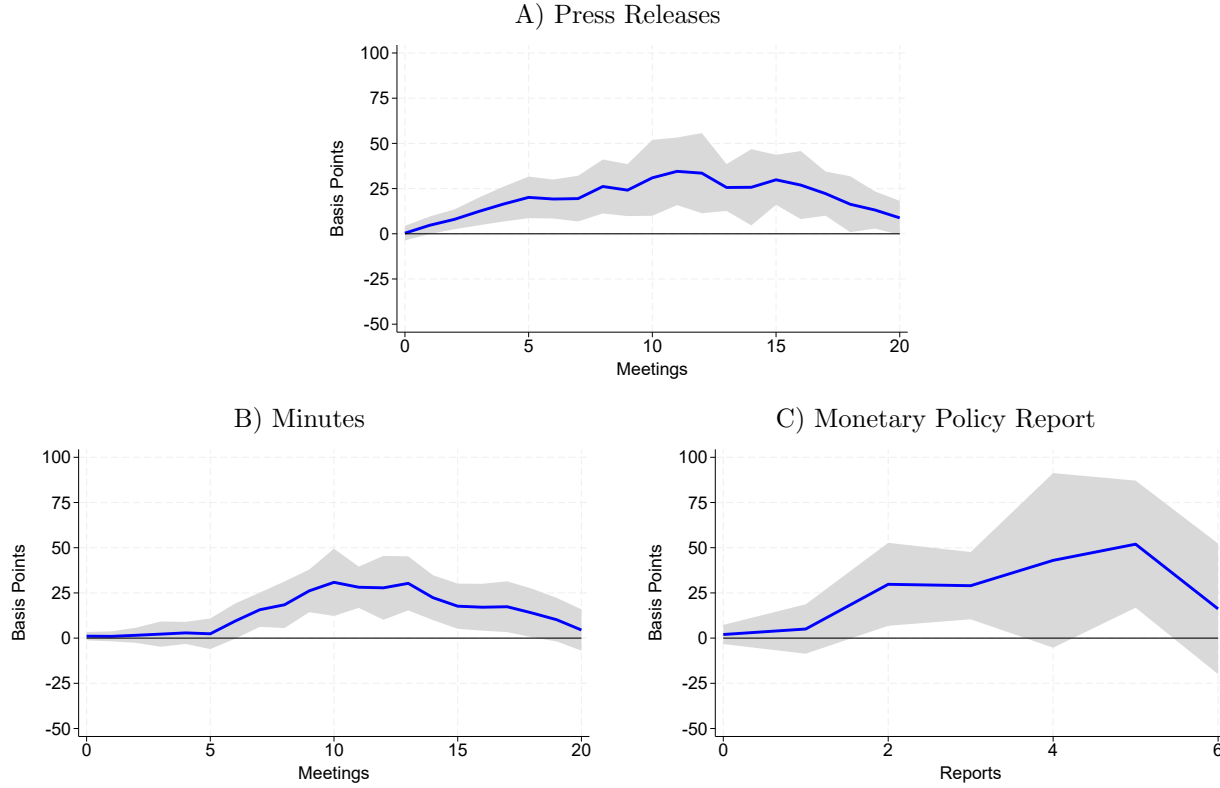 A) Press Releases
100
75
50
25
0
-25
-50
Basis Points
0 5 10 15 20
Meetings
B) Minutes
100
75
50
25
0
-25
-50
Basis Points
0 5 10 15 20
Meetings
C) Monetary Policy Report
100
75
50
25
0
-25
-50
Basis Points
0 2 4 6
Reports